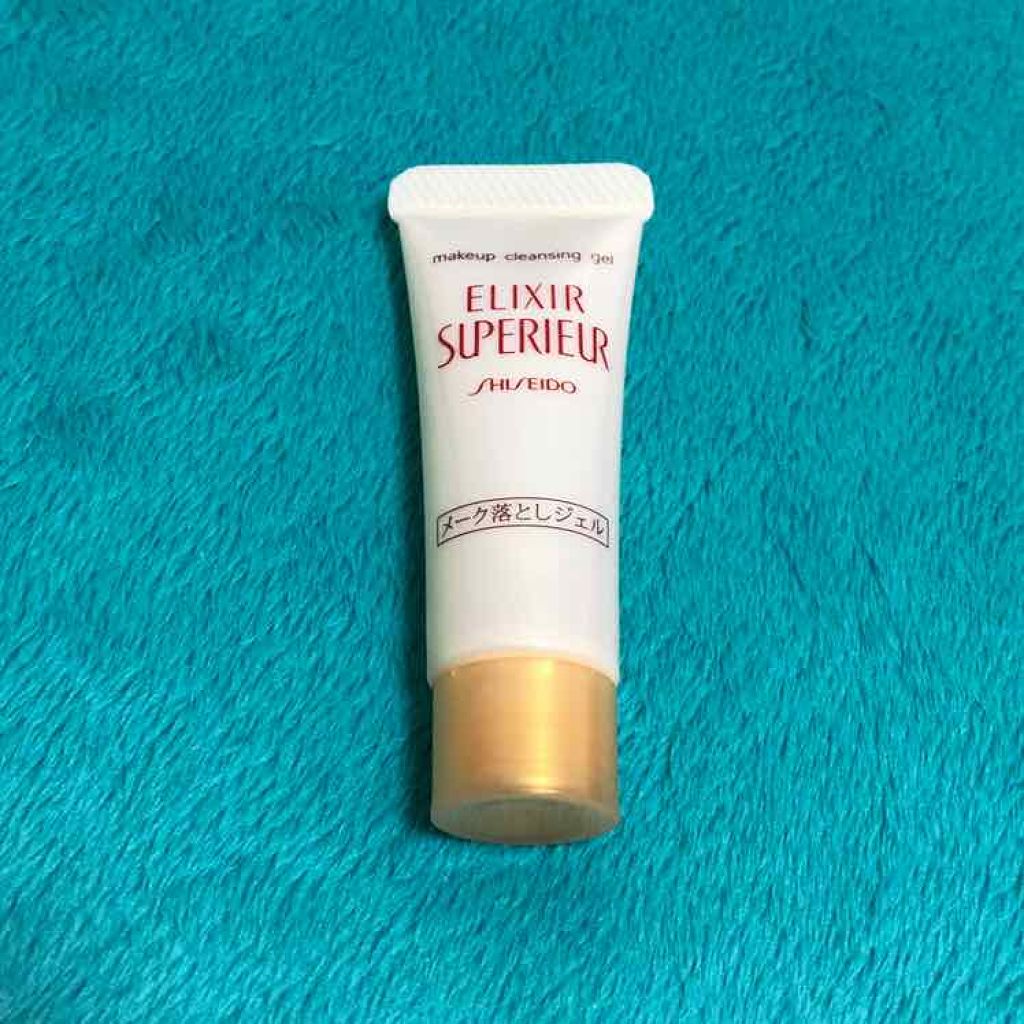 makeup cleansing gel
ELIXIR
SUPERIEUR
SHISEIDO
メーク落としジェル